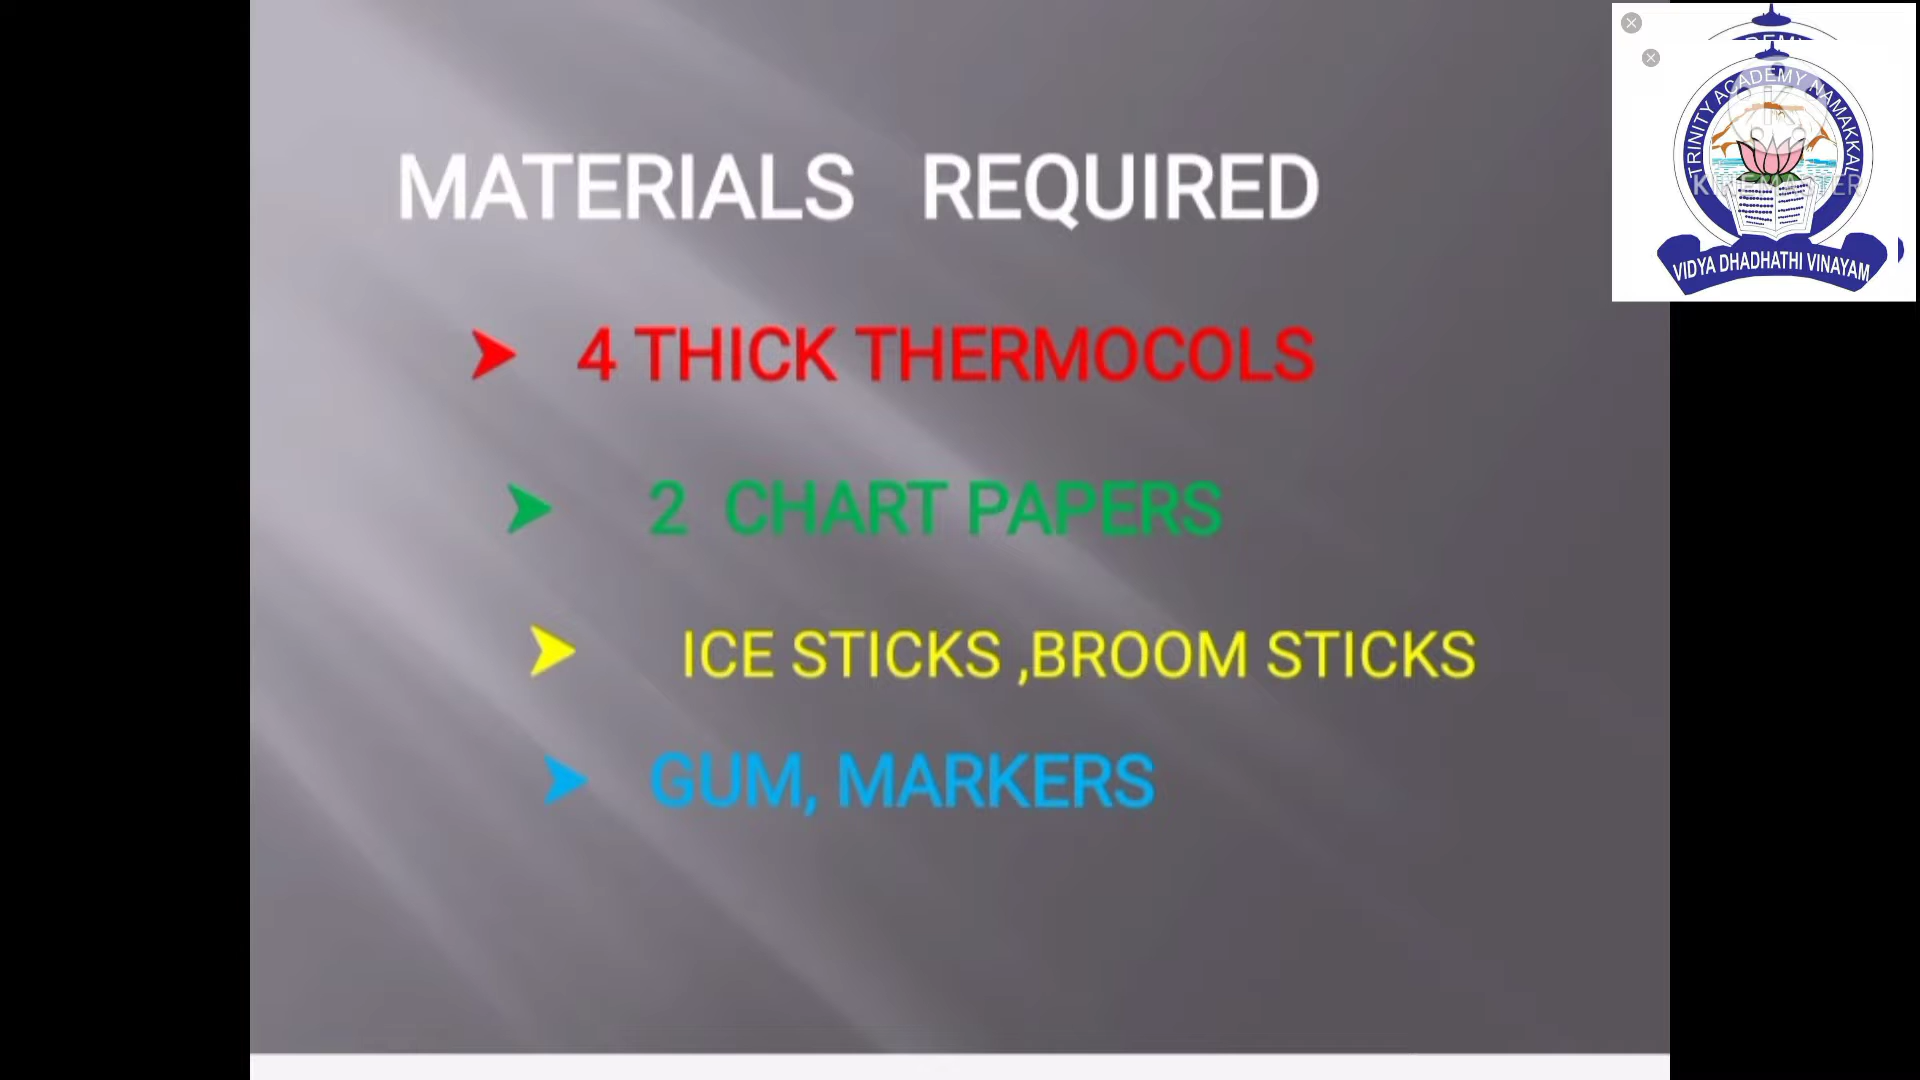 MATERIALS REQUIRED
4 THICK THERMOCOLS
2 CHART PAPERS
ICE STICKS ,BROOM STICKS
GUM, MARKERS
TRINITY ACADEMY NAMAKKAL
KINEMASTER
VIDYA DHADHATHI VINAYAM